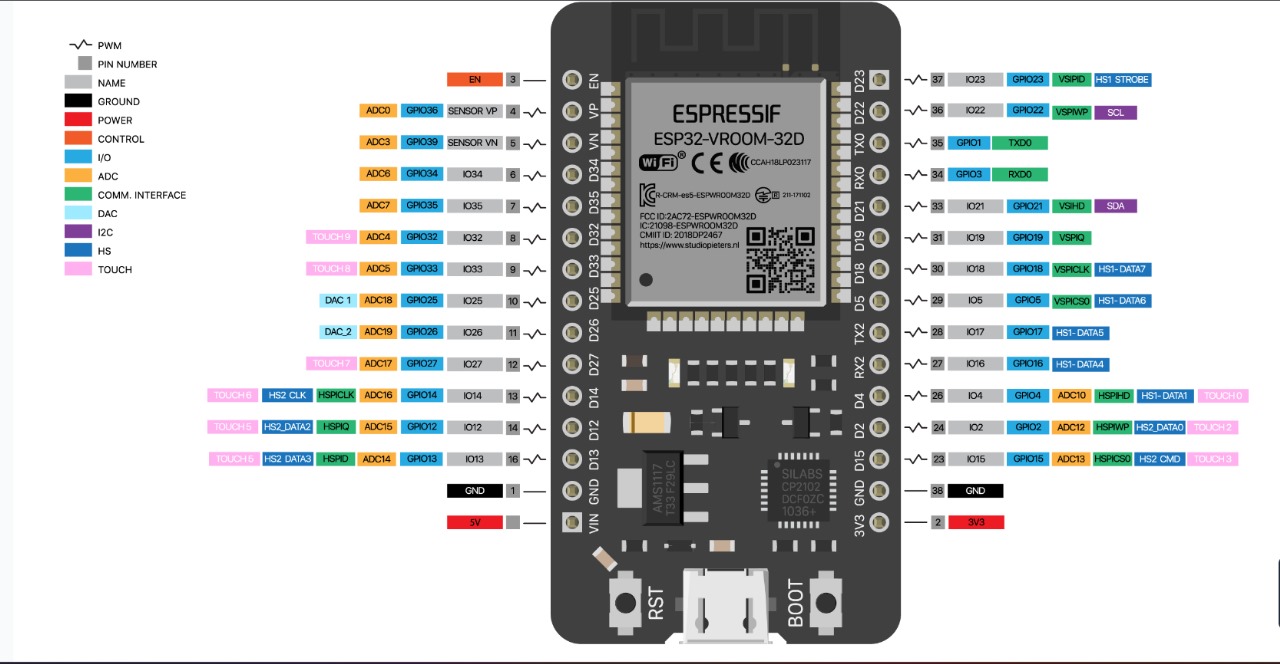 PWM
PIN NUMBER
NAME
GROUND
POWER
CONTROL
I/O
ADC
COMM. INTERFACE
DAC
I2C
HS
TOUCH
EN 3
ADC0 GPIO36 SENSOR VP 4
ADC3 GPIO39 SENSOR VN 5
ADC6 GPIO34 IO34 6
ADC7 GPIO35 IO35 7
TOUCH 9 ADC4 GPIO32 IO32 8
TOUCH 8 ADC5 GPIO33 IO33 9
DAC 1 ADC18 GPIO25 IO25 10
DAC_2 ADC19 GPIO26 IO26 11
TOUCH 7 ADC17 GPIO27 IO27 12
TOUCH 6 HS2 CLK HSPICLK ADC16 GPIO14 IO14 13
TOUCH 5 HS2_DATA2 HSPIQ ADC15 GPIO12 IO12 14
TOUCH 6 HS2 DATA3 HSPID ADC14 GPIO13 IO13 16
GND 1
5V
EN
VP
VN
D34
D35
D32
D33
D25
D26
D27
D14
D12
D13
GND
VIN
ESPRESSIF
ESP32-VROOM-32D
WiFi® CE CCAH18LP023117
R-CRM-es5-ESPWROOM32D R 211-171102
FCC ID:2AC72-ESPWROOM32D
IC:21098-ESPWROOM32D
CMIIT ID: 2018DP2467
https://www.studiopieters.nl
AMS1117
T33 F29LC
SILABS
CP2102
DCF0ZC
1036+
RST
BOOT
D23
D22
TX0
RX0
D21
D19
D18
D5
TX2
RX2
D4
D2
D15
GND
3V3
37 IO23 GPIO23 VSPID HS1 STROBE
36 IO22 GPIO22 VSPIWP SCL
35 GPIO1 TXD0
34 GPIO3 RXD0
33 IO21 GPIO21 VSIHD SDA
31 IO19 GPIO19 VSPIQ
30 IO18 GPIO18 VSPICLK HS1-DATA7
29 IO5 GPIO5 VSPICS0 HS1-DATA6
28 IO17 GPIO17 HS1-DATA5
27 IO16 GPIO16 HS1-DATA4
26 IO4 GPIO4 ADC10 HSPIHD HS1-DATA1 TOUCH 0
24 IO2 GPIO2 ADC12 HSPIWP HS2_DATA0 TOUCH 2
23 IO15 GPIO15 ADC13 HSPICS0 HS2 CMD TOUCH 3
38 GND
2 3V3